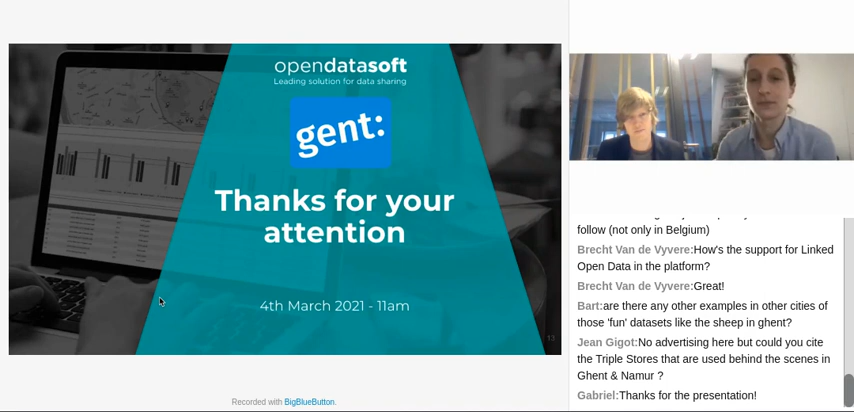 opendatasoft
Leading solution for data sharing
gent:
Thanks for your
attention
4th March 2021 - 11am
13
Recorded with BigBlueButton.
follow (not only in Belgium)
Brecht Van de Vyvere:How's the support for Linked
Open Data in the platform?
Brecht Van de Vyvere:Great!
Bart:are there any other examples in other cities of
those 'fun' datasets like the sheep in ghent?
Jean Gigot:No advertising here but could you cite
the Triple Stores that are used behind the scenes in
Ghent & Namur ?
Gabriel:Thanks for the presentation!